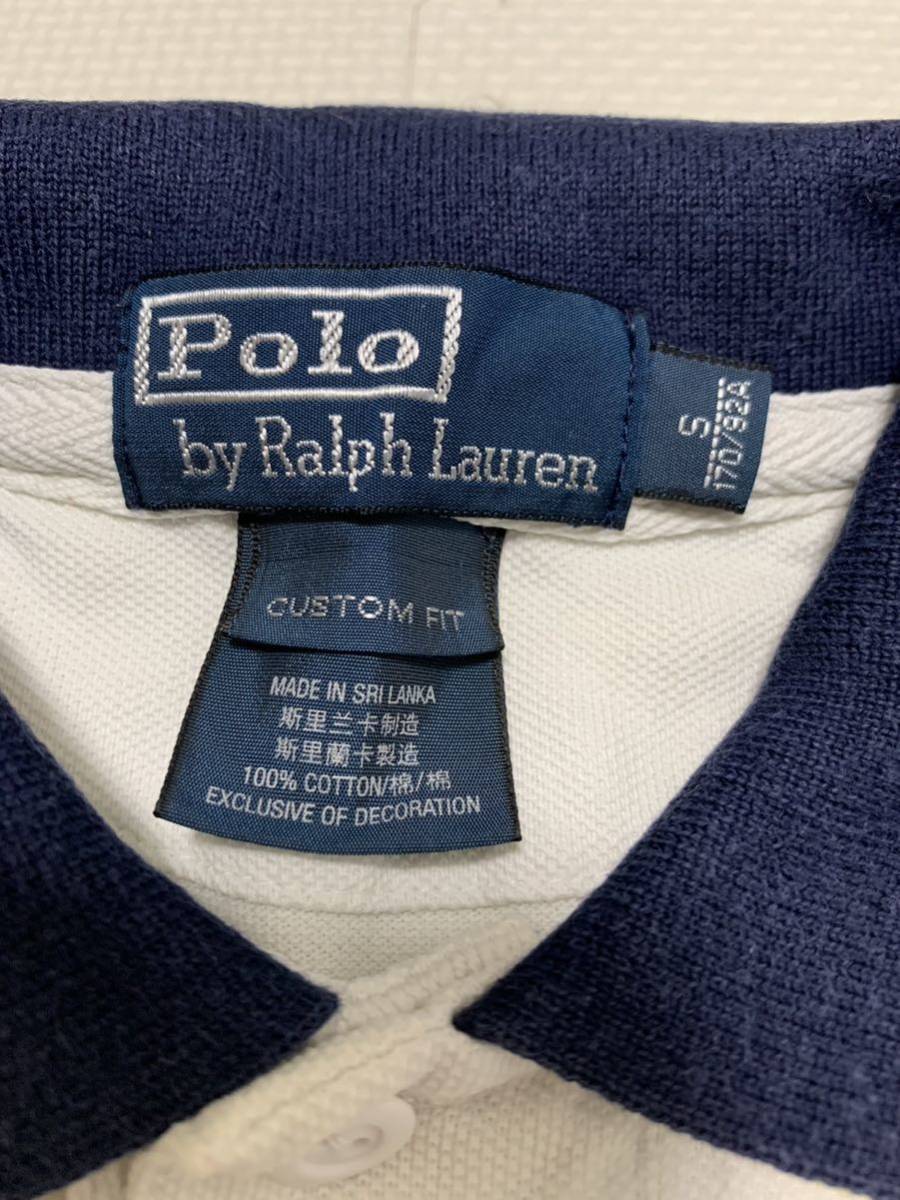 Polo
by Ralph Lauren
S
170/92A
CUSTOM FIT
MADE IN SRI LANKA
斯里兰卡制造
斯里蘭卡製造
100% COTTON/棉/棉
EXCLUSIVE OF DECORATION